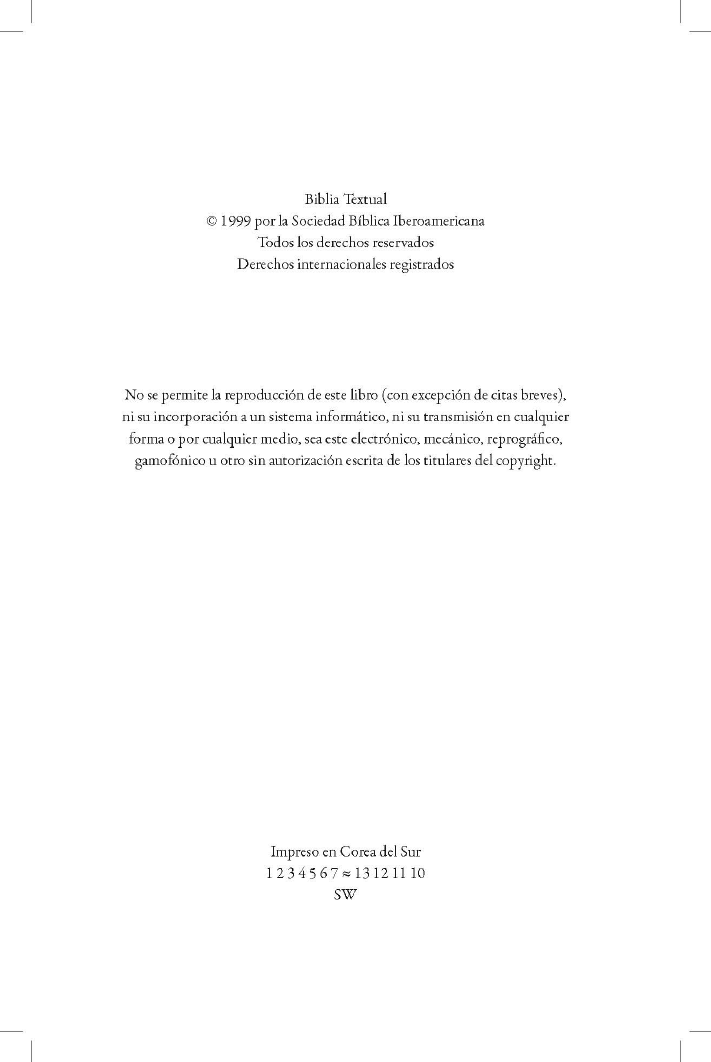 Biblia Textual
© 1999 por la Sociedad Bíblica Iberoamericana
Todos los derechos reservados
Derechos internacionales registrados
No se permite la reproducción de este libro (con excepción de citas breves),
ni su incorporación a un sistema informático, ni su transmisión en cualquier
forma o por cualquier medio, sea este electrónico, mecánico, reprográfico,
gamofónico u otro sin autorización escrita de los titulares del copyright.
Impreso en Corea del Sur
1 2 3 4 5 6 7 ≈ 13 12 11 10
SW